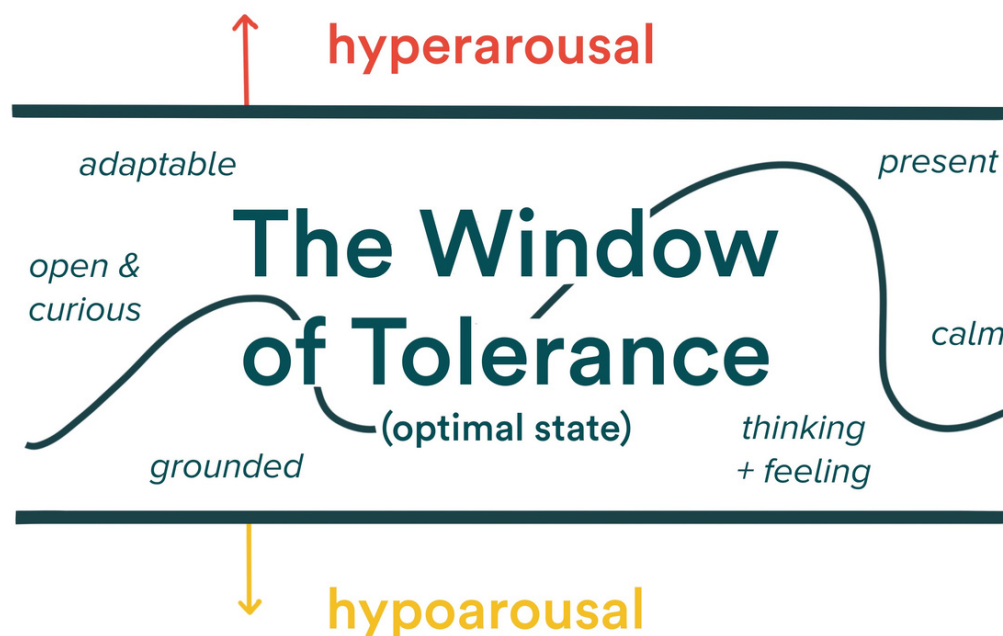 hyperarousal
adaptable
present
The Window
open &
curious
of Tolerance
calm
(optimal state)
thinking
+ feeling
grounded
hypoarousal